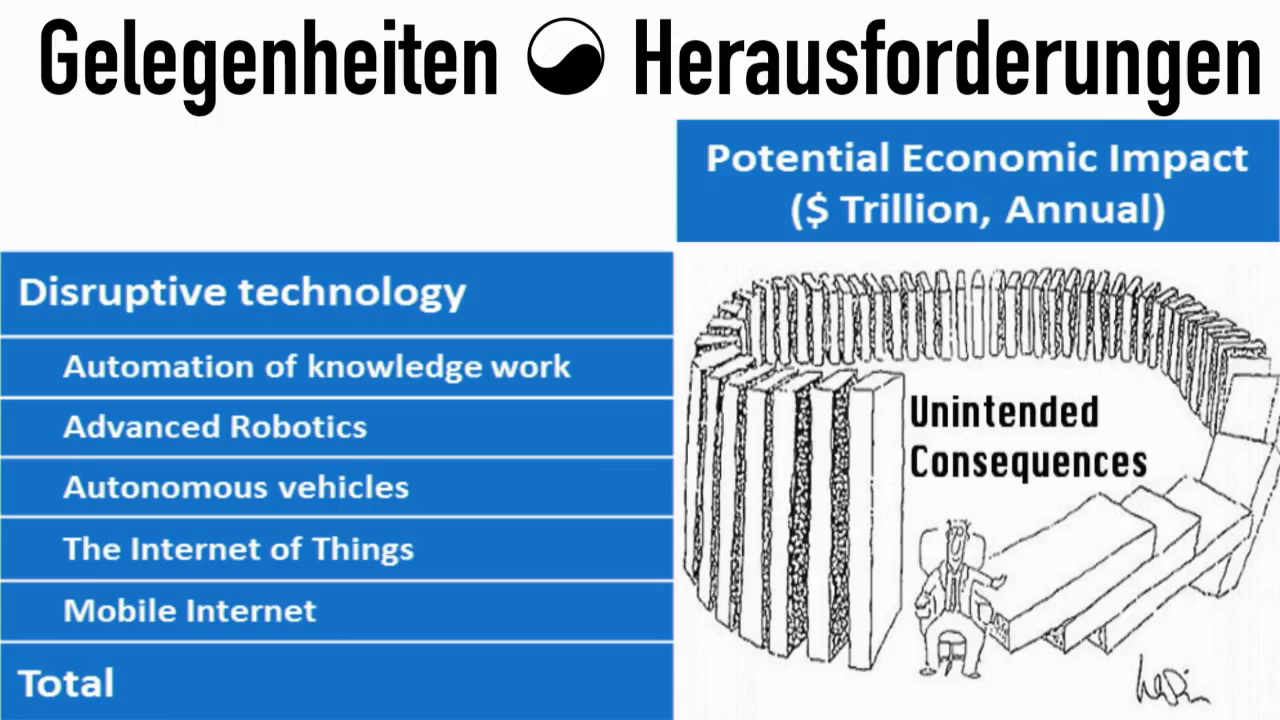 Gelegenheiten Herausforderungen
Potential Economic Impact
($ Trillion, Annual)
Disruptive technology
Automation of knowledge work
Advanced Robotics
Autonomous vehicles
The Internet of Things
Mobile Internet
Total
Unintended
Consequences